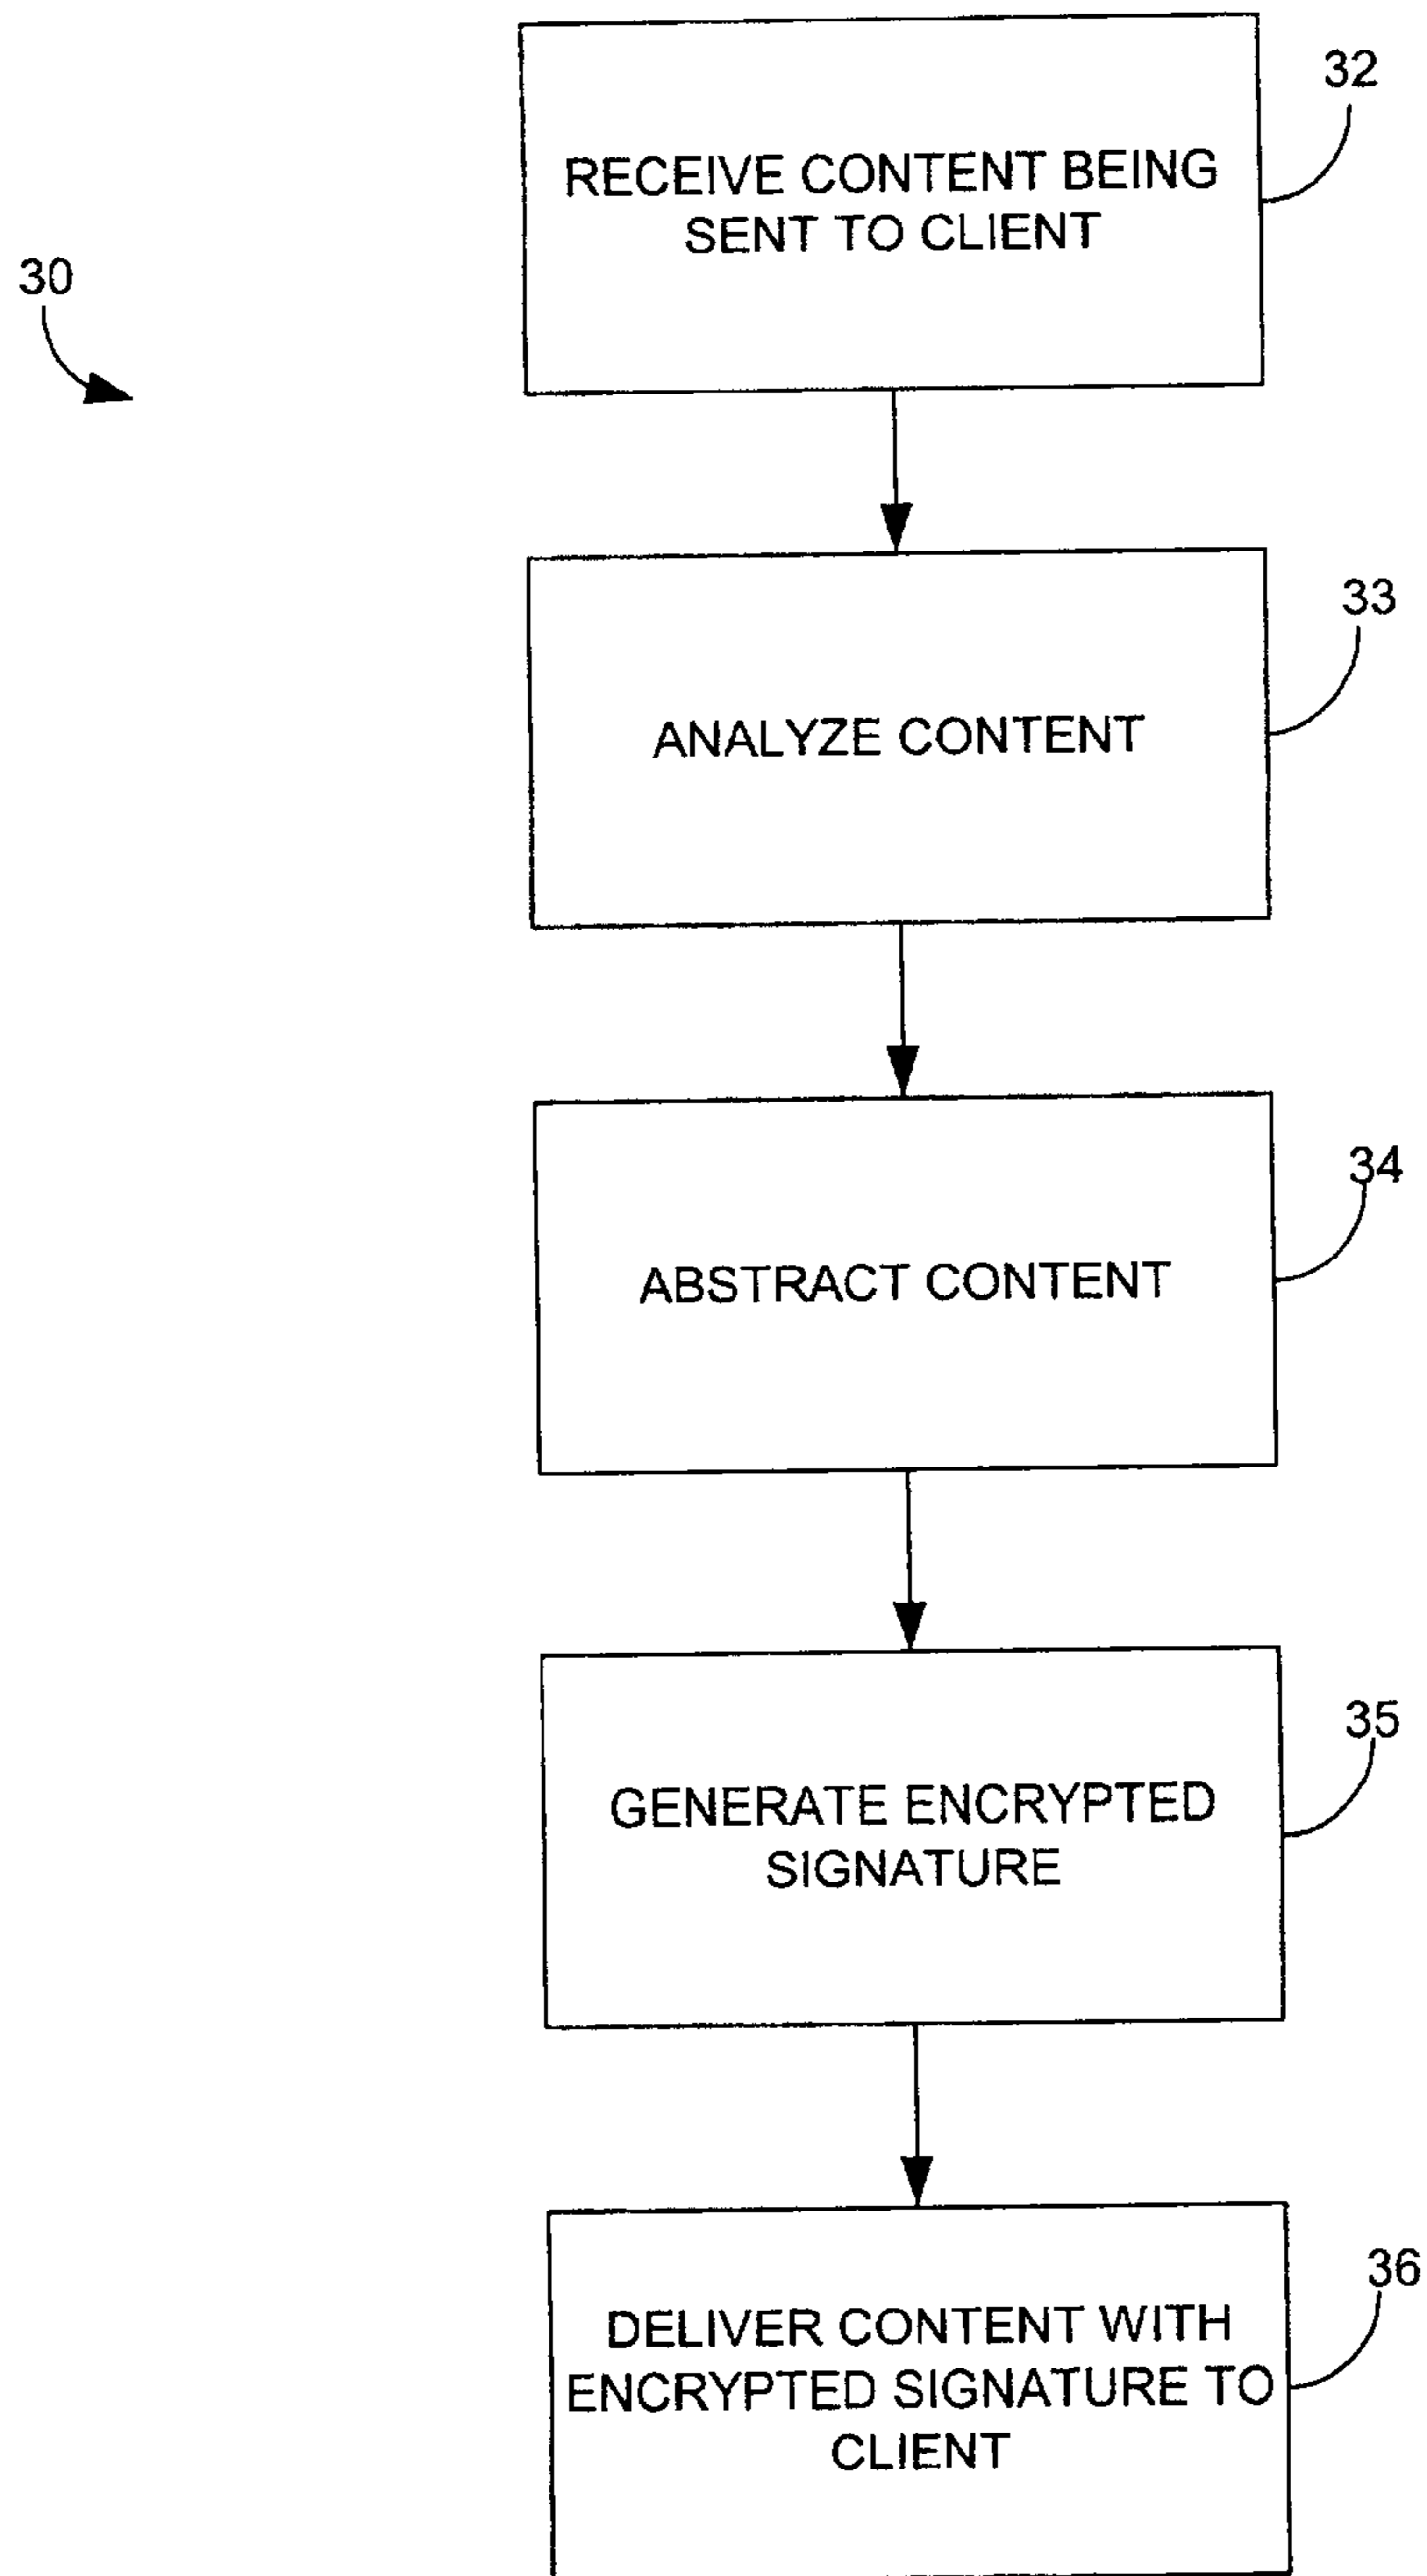 32
RECEIVE CONTENT BEING
SENT TO CLIENT
30
33
ANALYZE CONTENT
34
ABSTRACT CONTENT
35
GENERATE ENCRYPTED
SIGNATURE
36
DELIVER CONTENT WITH
ENCRYPTED SIGNATURE TO
CLIENT